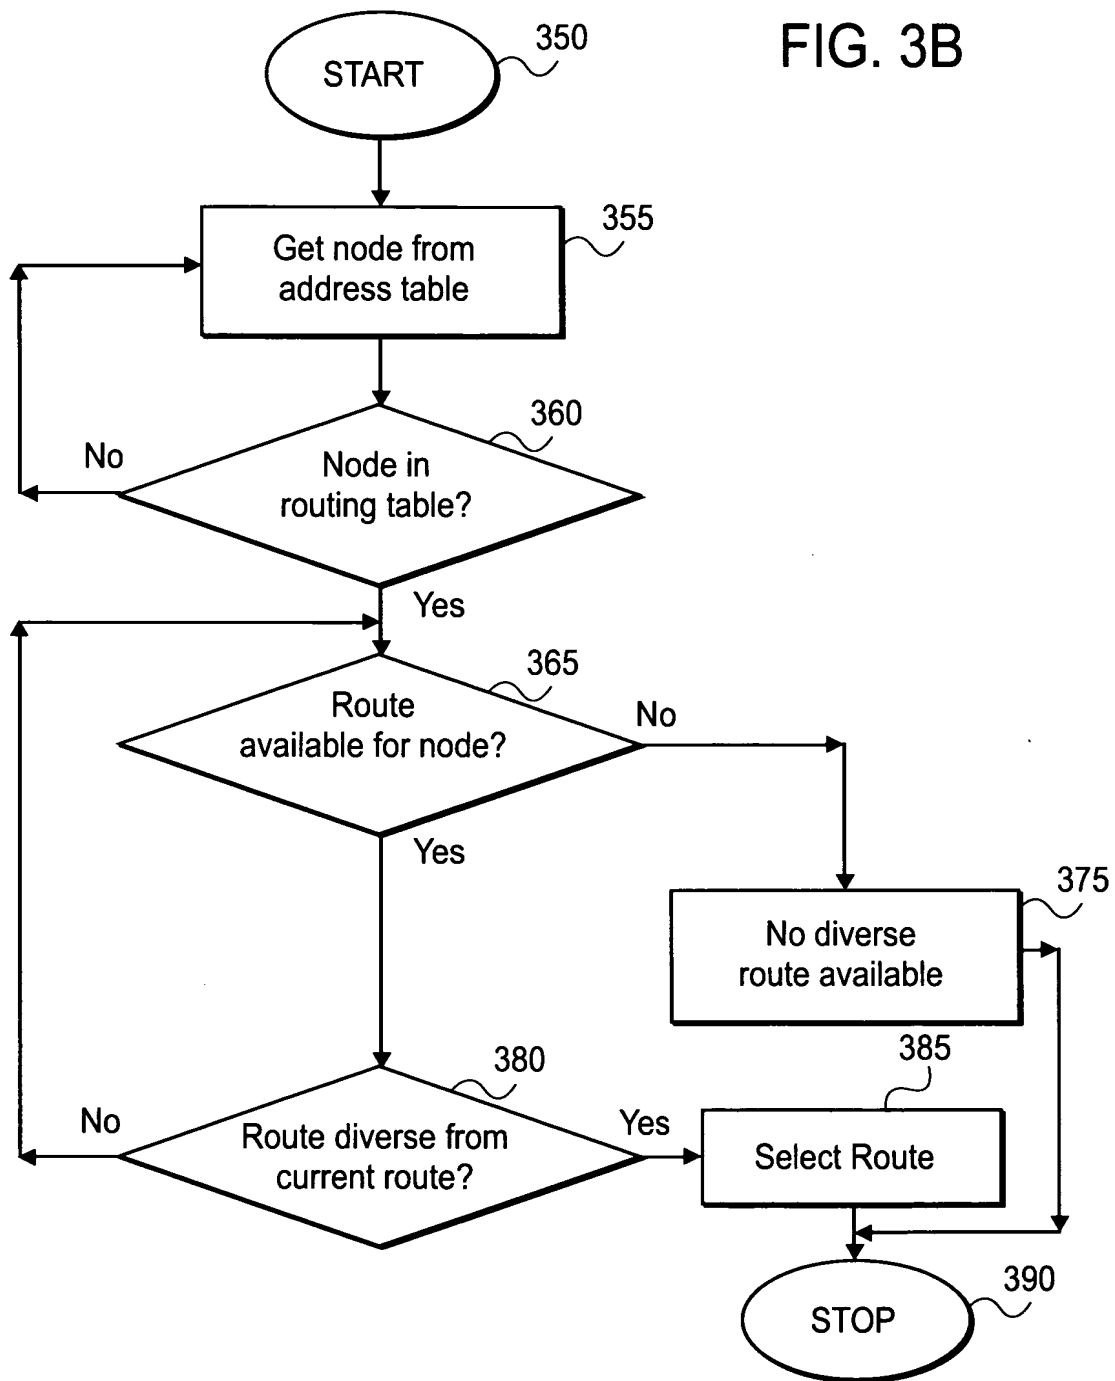 FIG. 3B
350
START
355
Get node from
address table
360
No
Node in
routing table?
Yes
365
Route
available for node?
No
Yes
375
No diverse
route available
380
385
No
Route diverse from
current route?
Yes
Select Route
390
STOP